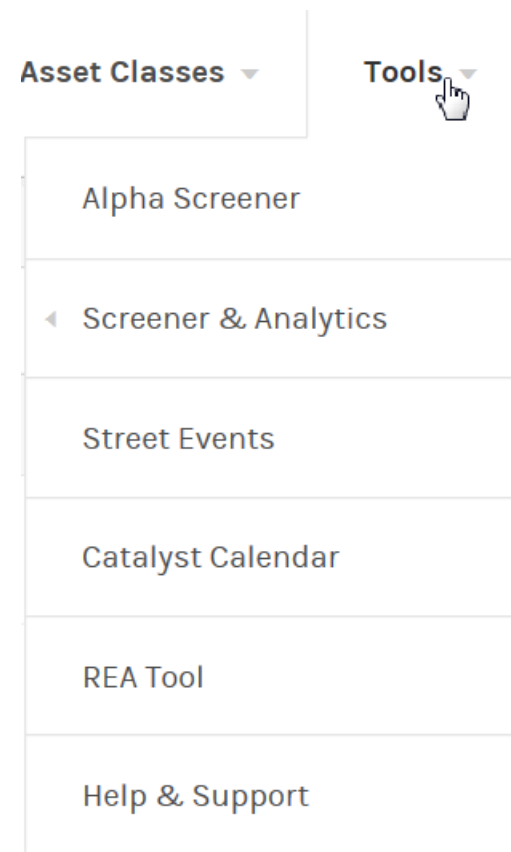 Asset Classes Tools
Alpha Screener
Screener & Analytics
Street Events
Catalyst Calendar
REA Tool
Help & Support